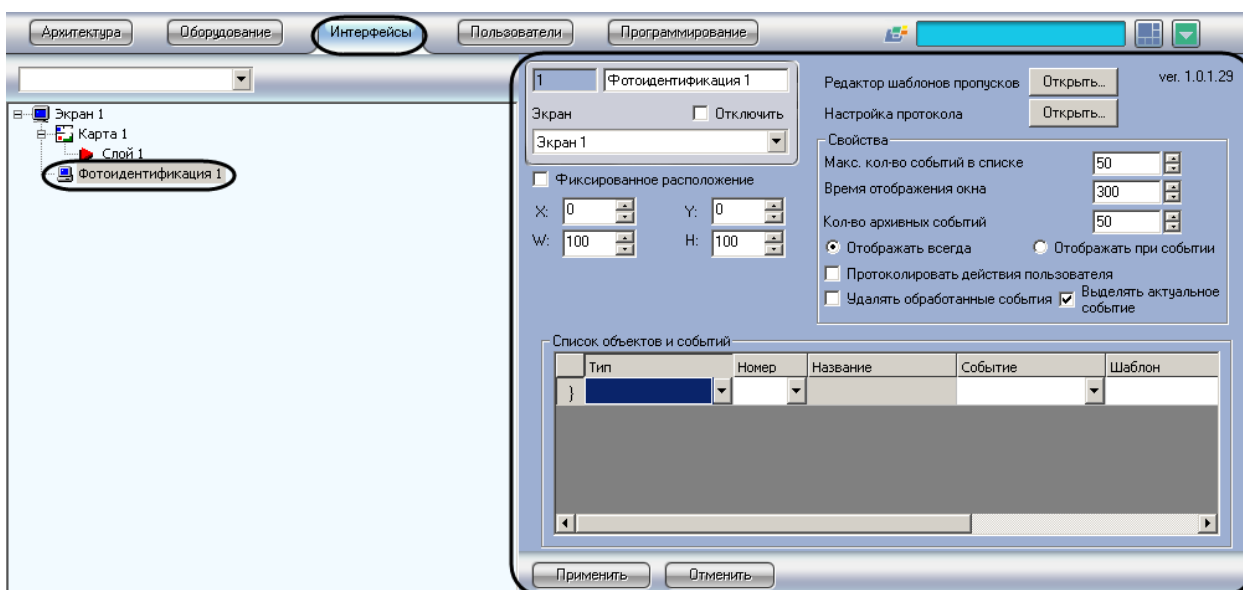 Архитектура Оборудование Интерфейсы Пользователи Программирование
Экран 1
Карта 1
Слой 1
Фотоидентификация 1
1 Фотоидентификация 1
Экран Отключить
Экран 1
Фиксированное расположение
X: 0 Y: 0
W: 100 H: 100
Редактор шаблонов пропусков Открыть... ver. 1.0.1.29
Настройка протокола Открыть...
Свойства
Макс. кол-во событий в списке 50
Время отображения окна 300
Кол-во архивных событий 50
Отображать всегда Отображать при событии
Протоколировать действия пользователя
Удалять обработанные события Выделять актуальное
событие
Список объектов и событий
Тип Номер Название Событие Шаблон
Применить Отменить